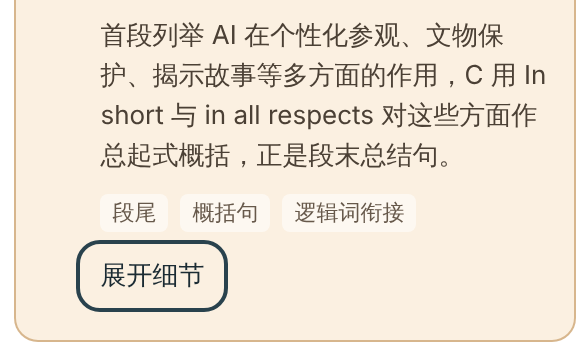 首段列举 AI 在个性化参观、文物保
护、揭示故事等多方面的作用，C 用 In
short 与 in all respects 对这些方面作
总起式概括，正是段末总结句。
段尾 概括句 逻辑词衔接
展开细节